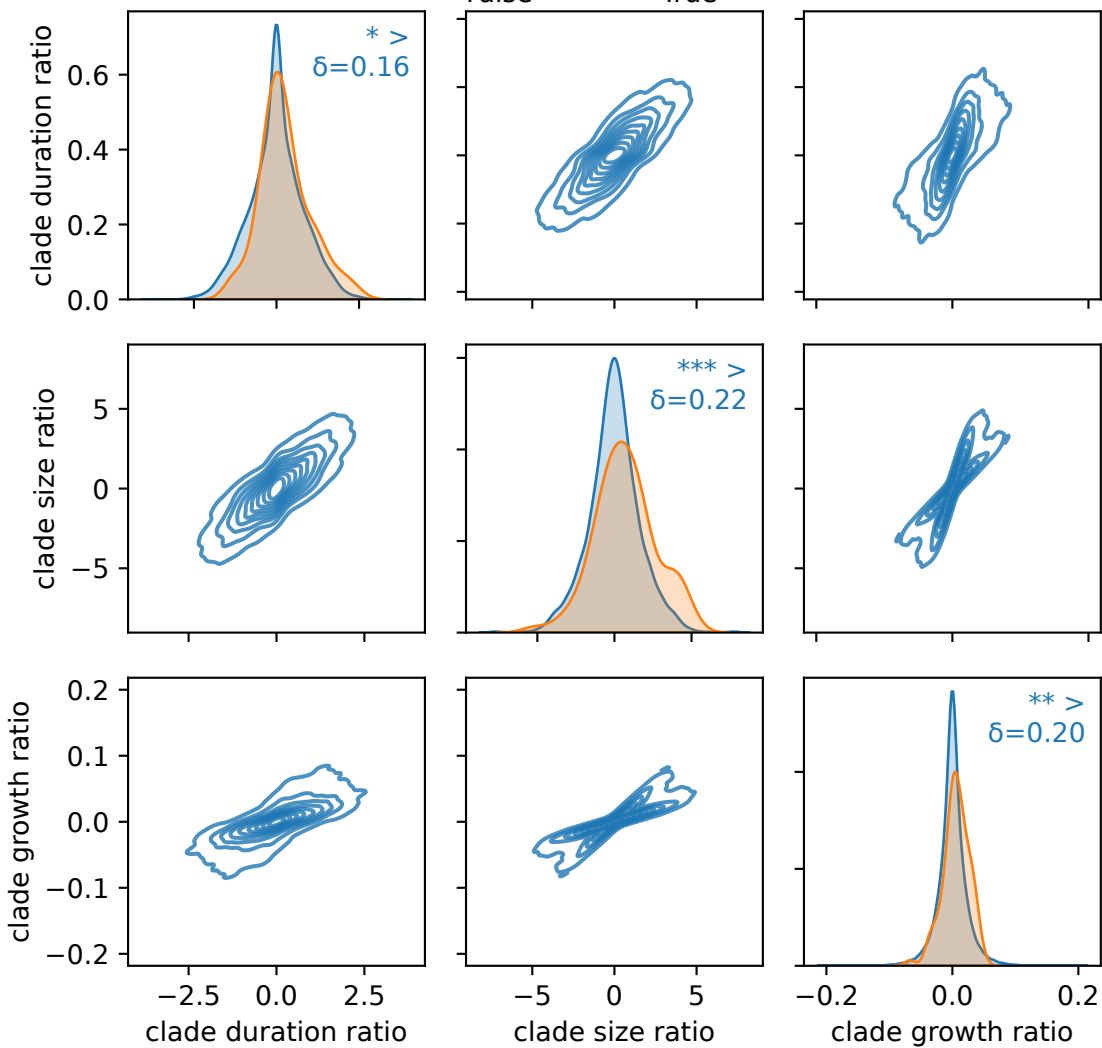 clade duration ratio
0.6
0.4
0.2
0.0
* >
δ=0.16
clade size ratio
5
0
−5
*** >
δ=0.22
clade growth ratio
0.2
0.1
0.0
−0.1
−0.2
** >
δ=0.20
−2.5 0.0 2.5
−5 0 5
−0.2 0.0 0.2
clade duration ratio
clade size ratio
clade growth ratio